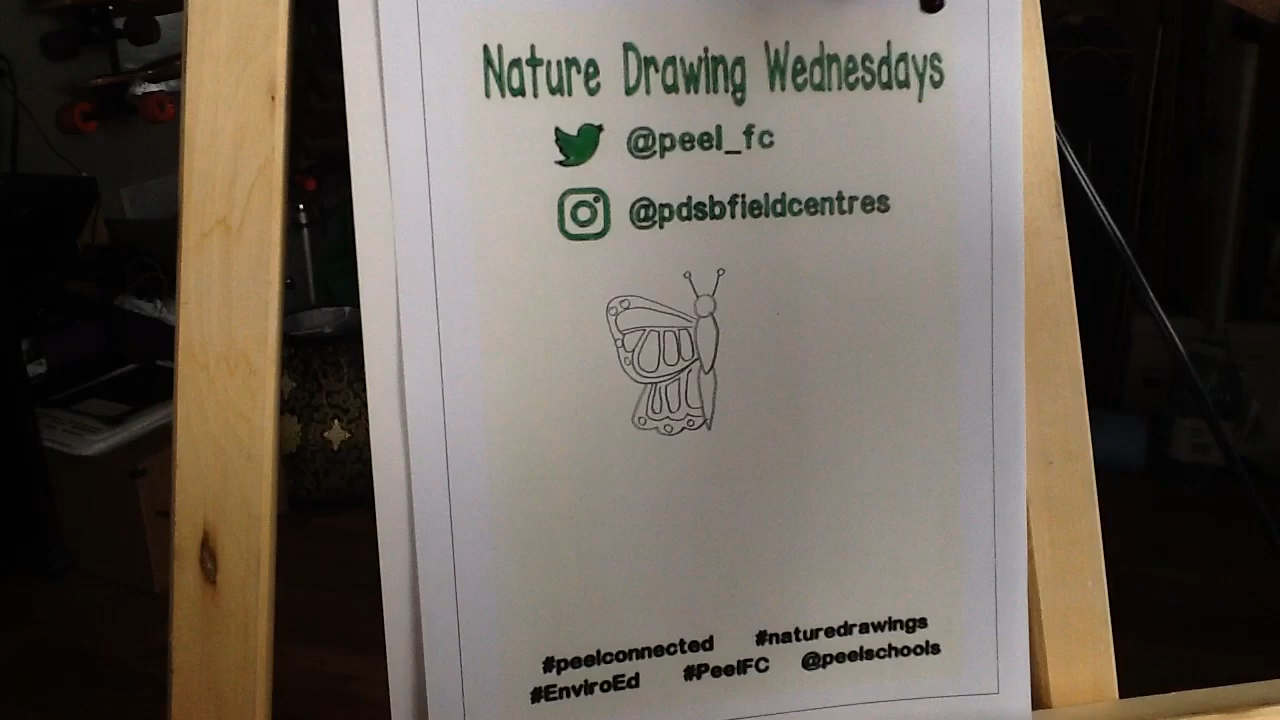 Nature Drawing Wednesdays
@peel_fc
@pdsbfieldcentres
#peelconnected #naturedrawings
#EnviroEd #PeelFC @peelschools